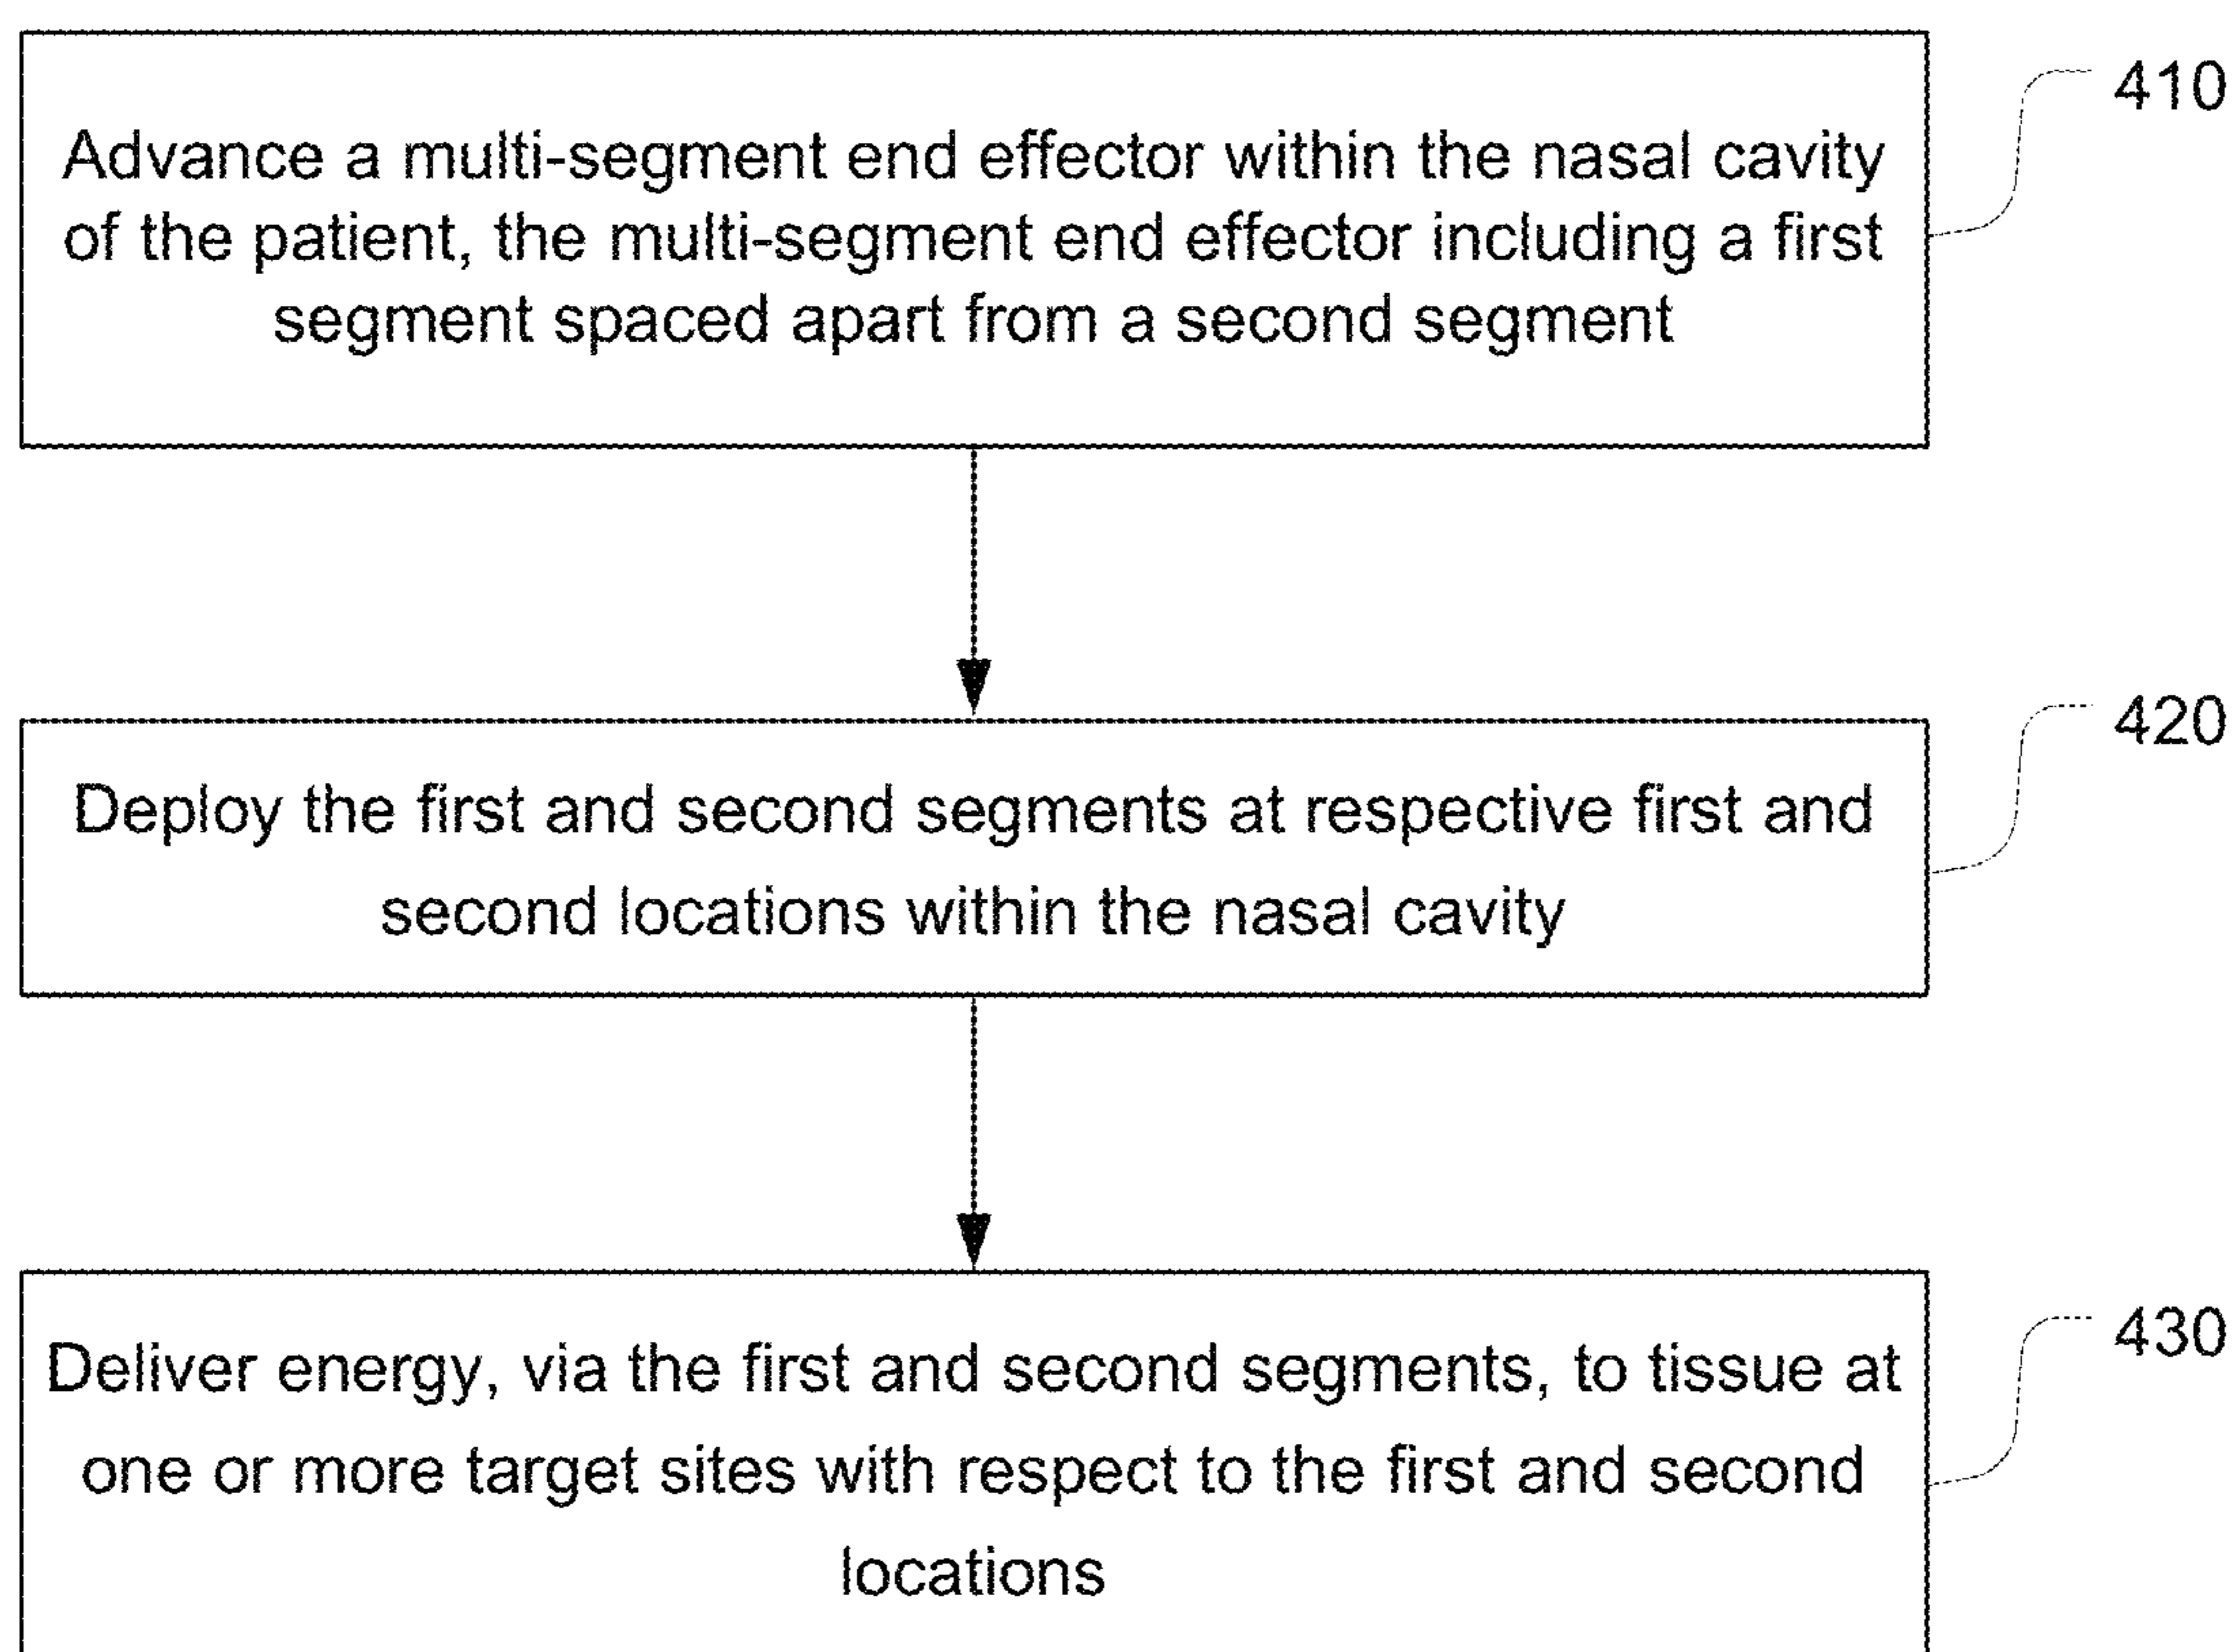 410
Advance a multi-segment end effector within the nasal cavity
of the patient, the multi-segment end effector including a first
segment spaced apart from a second segment
420
Deploy the first and second segments at respective first and
second locations within the nasal cavity
430
Deliver energy, via the first and second segments, to tissue at
one or more target sites with respect to the first and second
locations